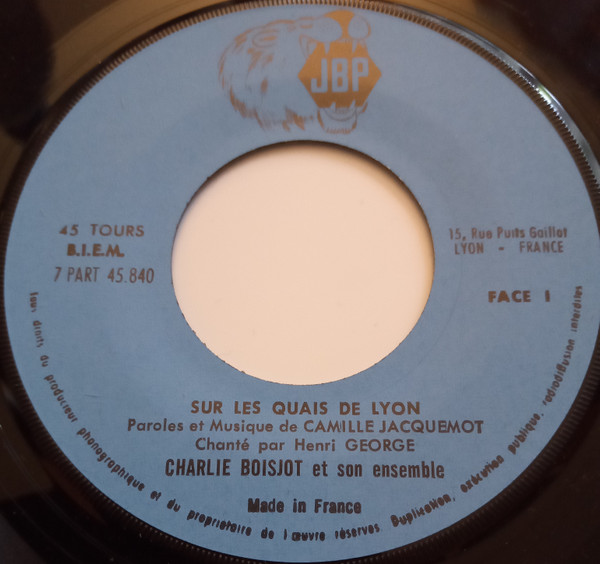 JBP
45 TOURS
B.I.E.M.
7 PART 45.840
15, Rue Puits Gaillot
LYON - FRANCE
FACE 1
SUR LES QUAIS DE LYON
Paroles et Musique de CAMILLE JACQUEMOT
Chanté par Henri GEORGE
CHARLIE BOISJOT et son ensemble
Made in France
Tous droits du producteur phonographique et du propriétaire de l'œuvre réservés. Duplication, exécution publique, radiodiffusion interdites